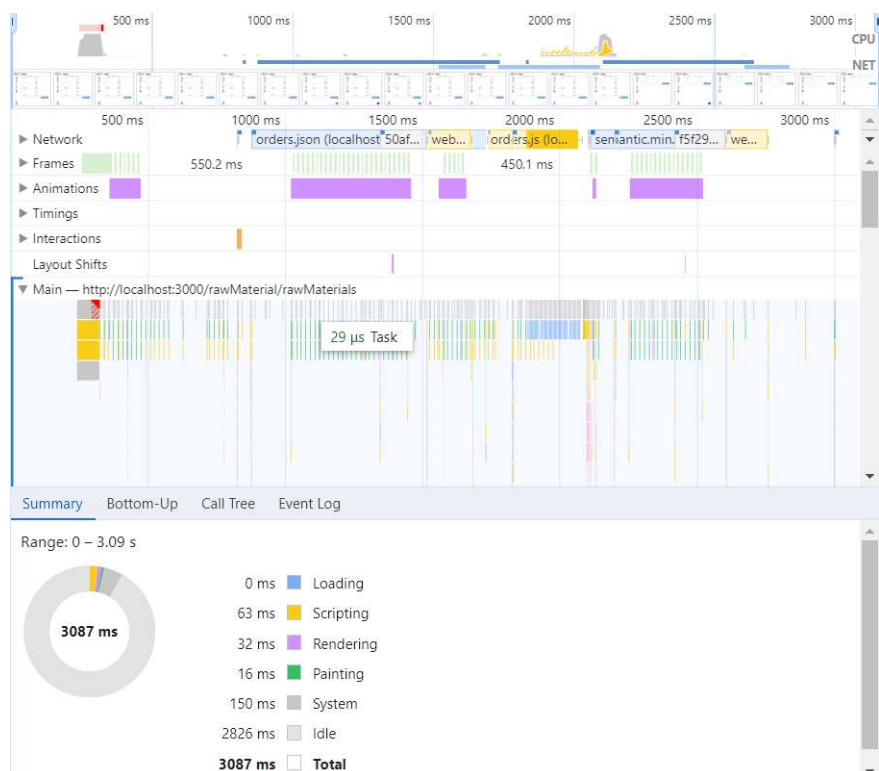 500 ms 1000 ms 1500 ms 2000 ms 2500 ms 3000 ms
CPU
NET
500 ms 1000 ms 1500 ms 2000 ms 2500 ms 3000 ms
Network orders.json (localhost 50af... web... orders.js (lo... semantic.min. f5f29... we...
Frames 550.2 ms 450.1 ms
Animations
Timings
Interactions
Layout Shifts
Main — http://localhost:3000/rawMaterial/rawMaterials
29 µs Task
Summary Bottom-Up Call Tree Event Log
Range: 0 – 3.09 s
3087 ms
0 ms Loading
63 ms Scripting
32 ms Rendering
16 ms Painting
150 ms System
2826 ms Idle
3087 ms Total